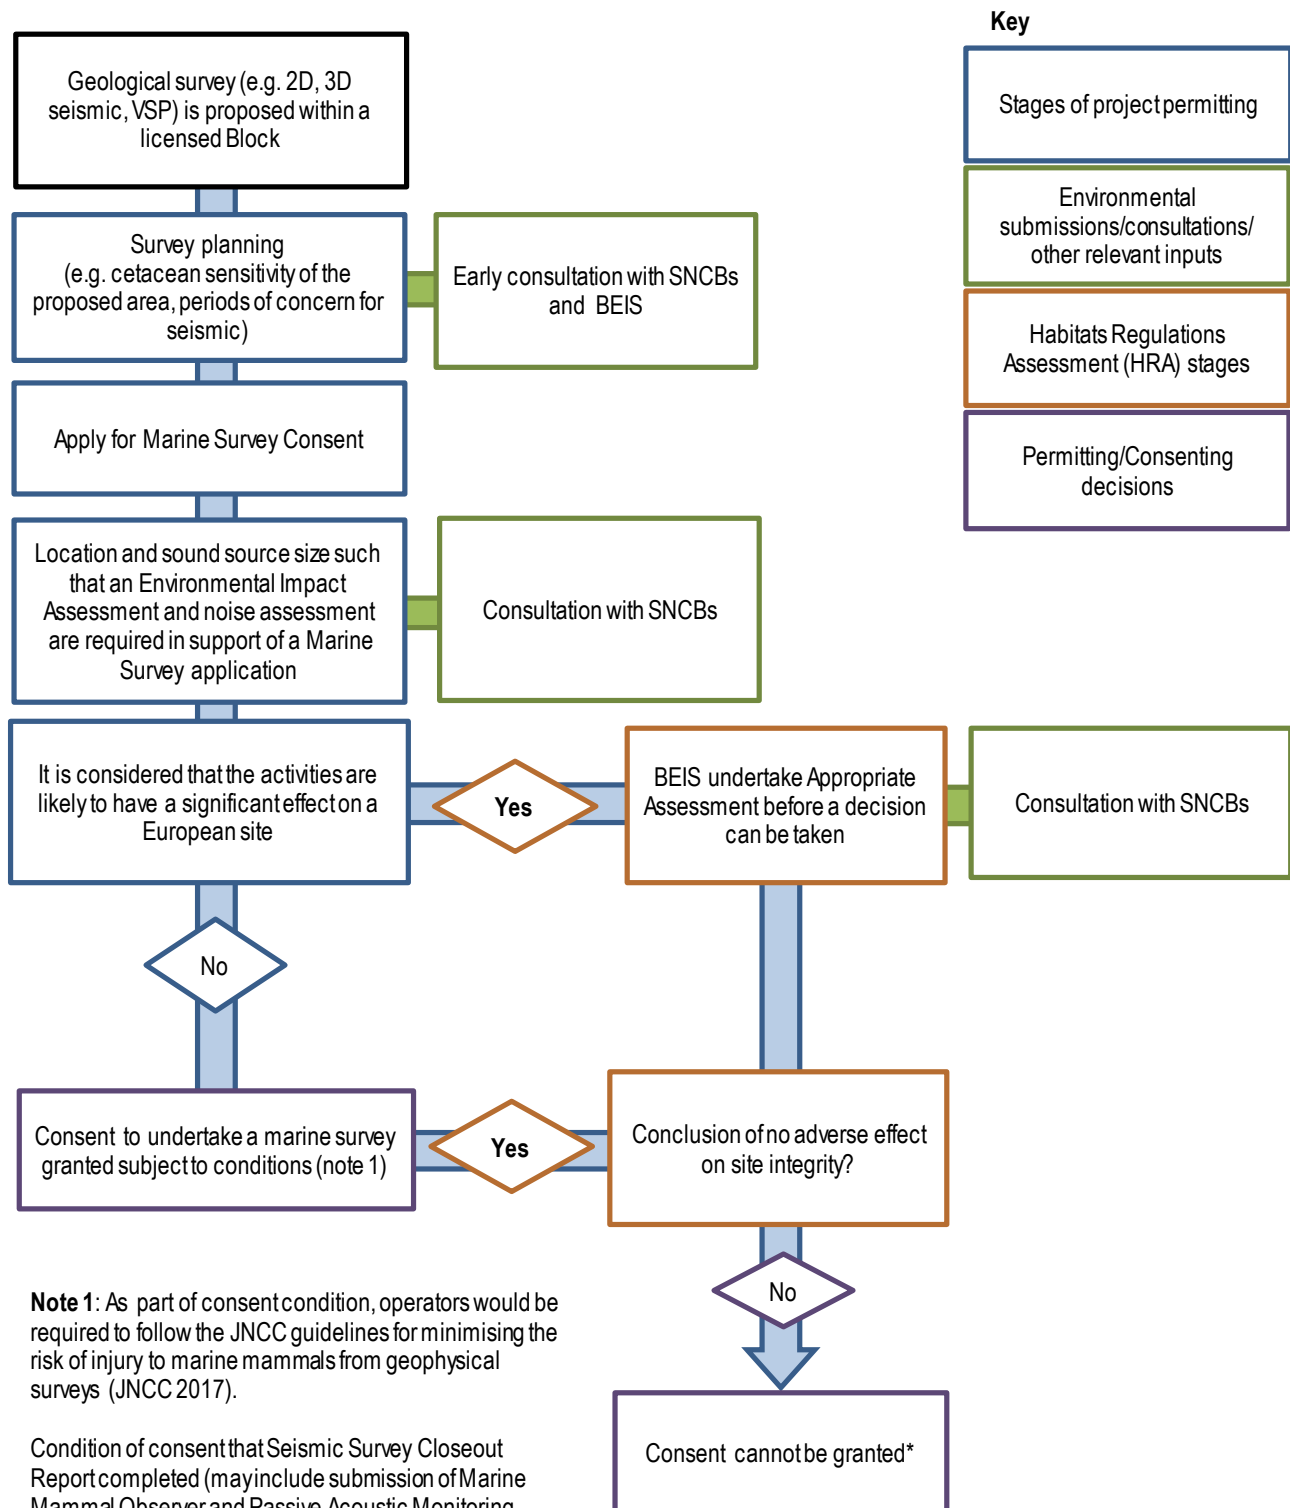 Key
Geological survey (e.g. 2D, 3D
seismic, VSP) is proposed within a
licensed Block
Stages of project permitting
Survey planning
(e.g. cetacean sensitivity of the
proposed area, periods of concern for
seismic)
Early consultation with SNCBs
and BEIS
Environmental
submissions/consultations/
other relevant inputs
Habitats Regulations
Assessment (HRA) stages
Apply for Marine Survey Consent
Permitting/Consenting
decisions
Location and sound source size such
that an Environmental Impact
Assessment and noise assessment
are required in support of a Marine
Survey application
Consultation with SNCBs
It is considered that the activities are
likely to have a significant effect on a
European site
Yes
BEIS undertake Appropriate
Assessment before a decision
can be taken
Consultation with SNCBs
No
Consent to undertake a marine survey
granted subject to conditions (note 1)
Yes
Conclusion of no adverse effect
on site integrity?
No
Consent cannot be granted*
Note 1: As part of consent condition, operators would be
required to follow the JNCC guidelines for minimising the
risk of injury to marine mammals from geophysical
surveys (JNCC 2017).
Condition of consent that Seismic Survey Closeout
Report completed (may include submission of Marine
Mammal Observer and Passive Acoustic Monitoring